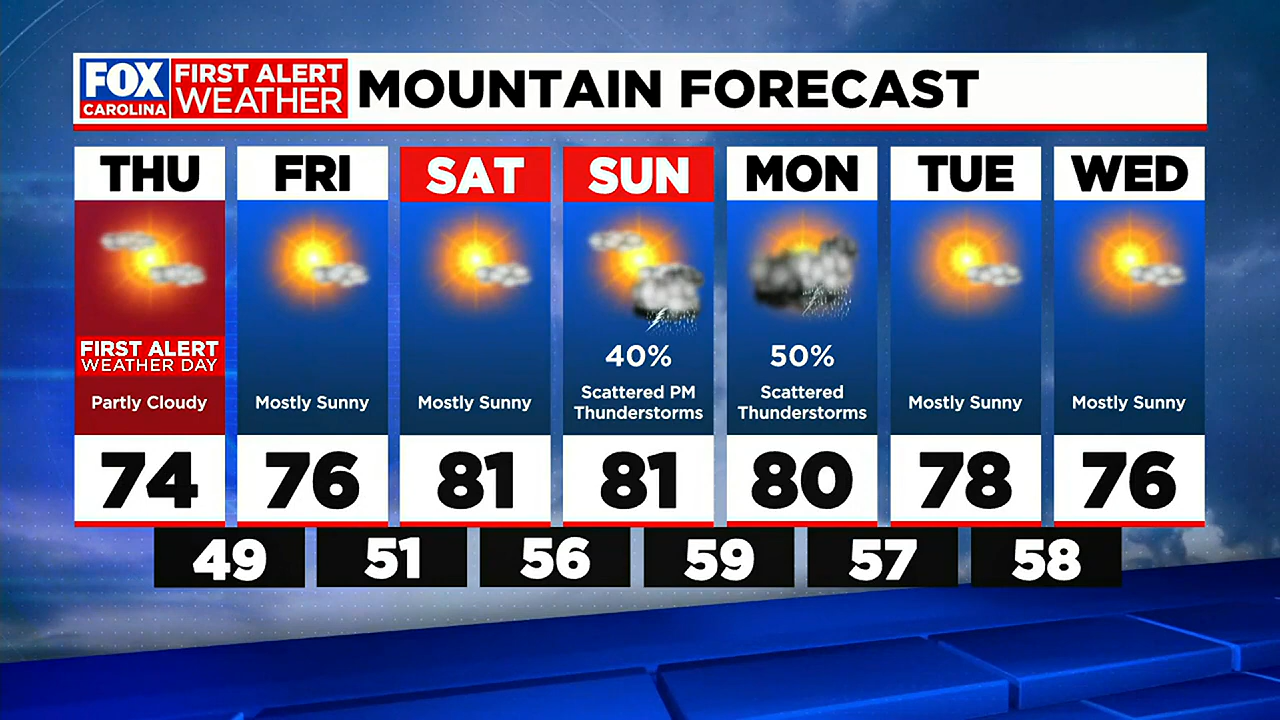 FOX
CAROLINA
FIRST ALERT
WEATHER
MOUNTAIN FORECAST
THU
FIRST ALERT
WEATHER DAY
Partly Cloudy
74
FRI
Mostly Sunny
76
SAT
Mostly Sunny
81
SUN
40%
Scattered PM
Thunderstorms
81
MON
50%
Scattered
Thunderstorms
80
TUE
Mostly Sunny
78
WED
Mostly Sunny
76
49
51
56
59
57
58